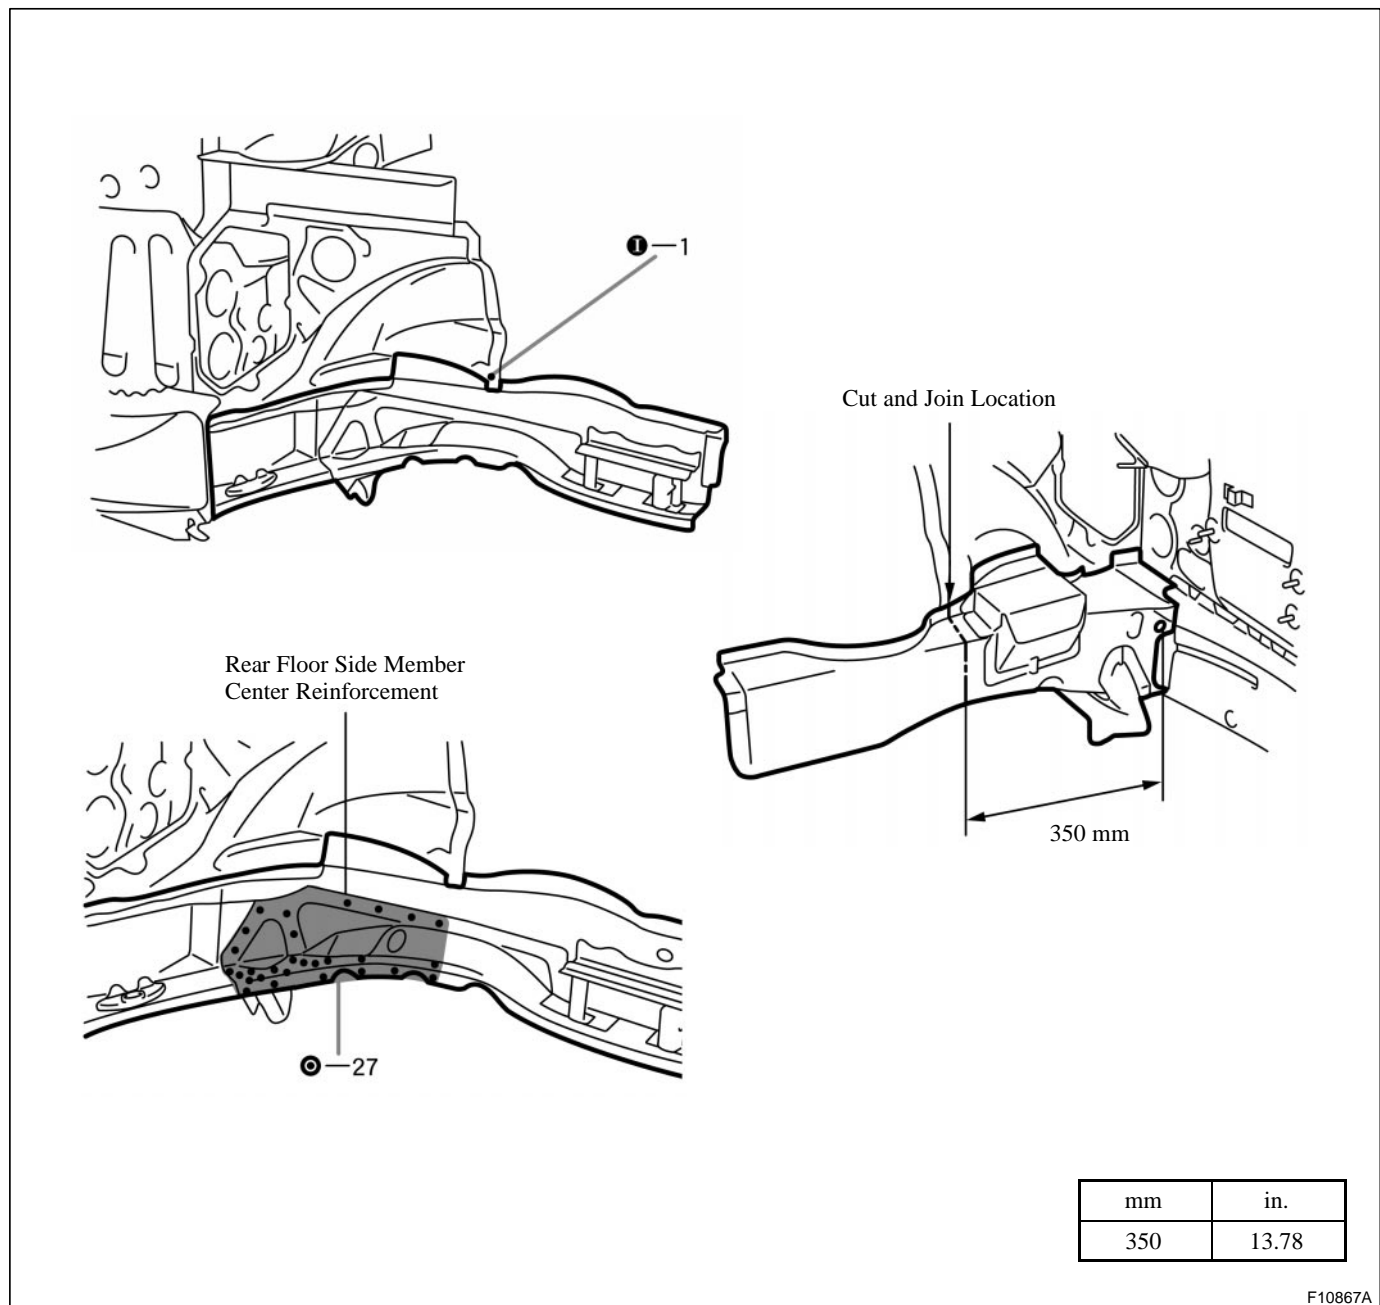 I—1
Cut and Join Location
350 mm
Rear Floor Side Member
Center Reinforcement
—27
mm in.
350 13.78
F10867A